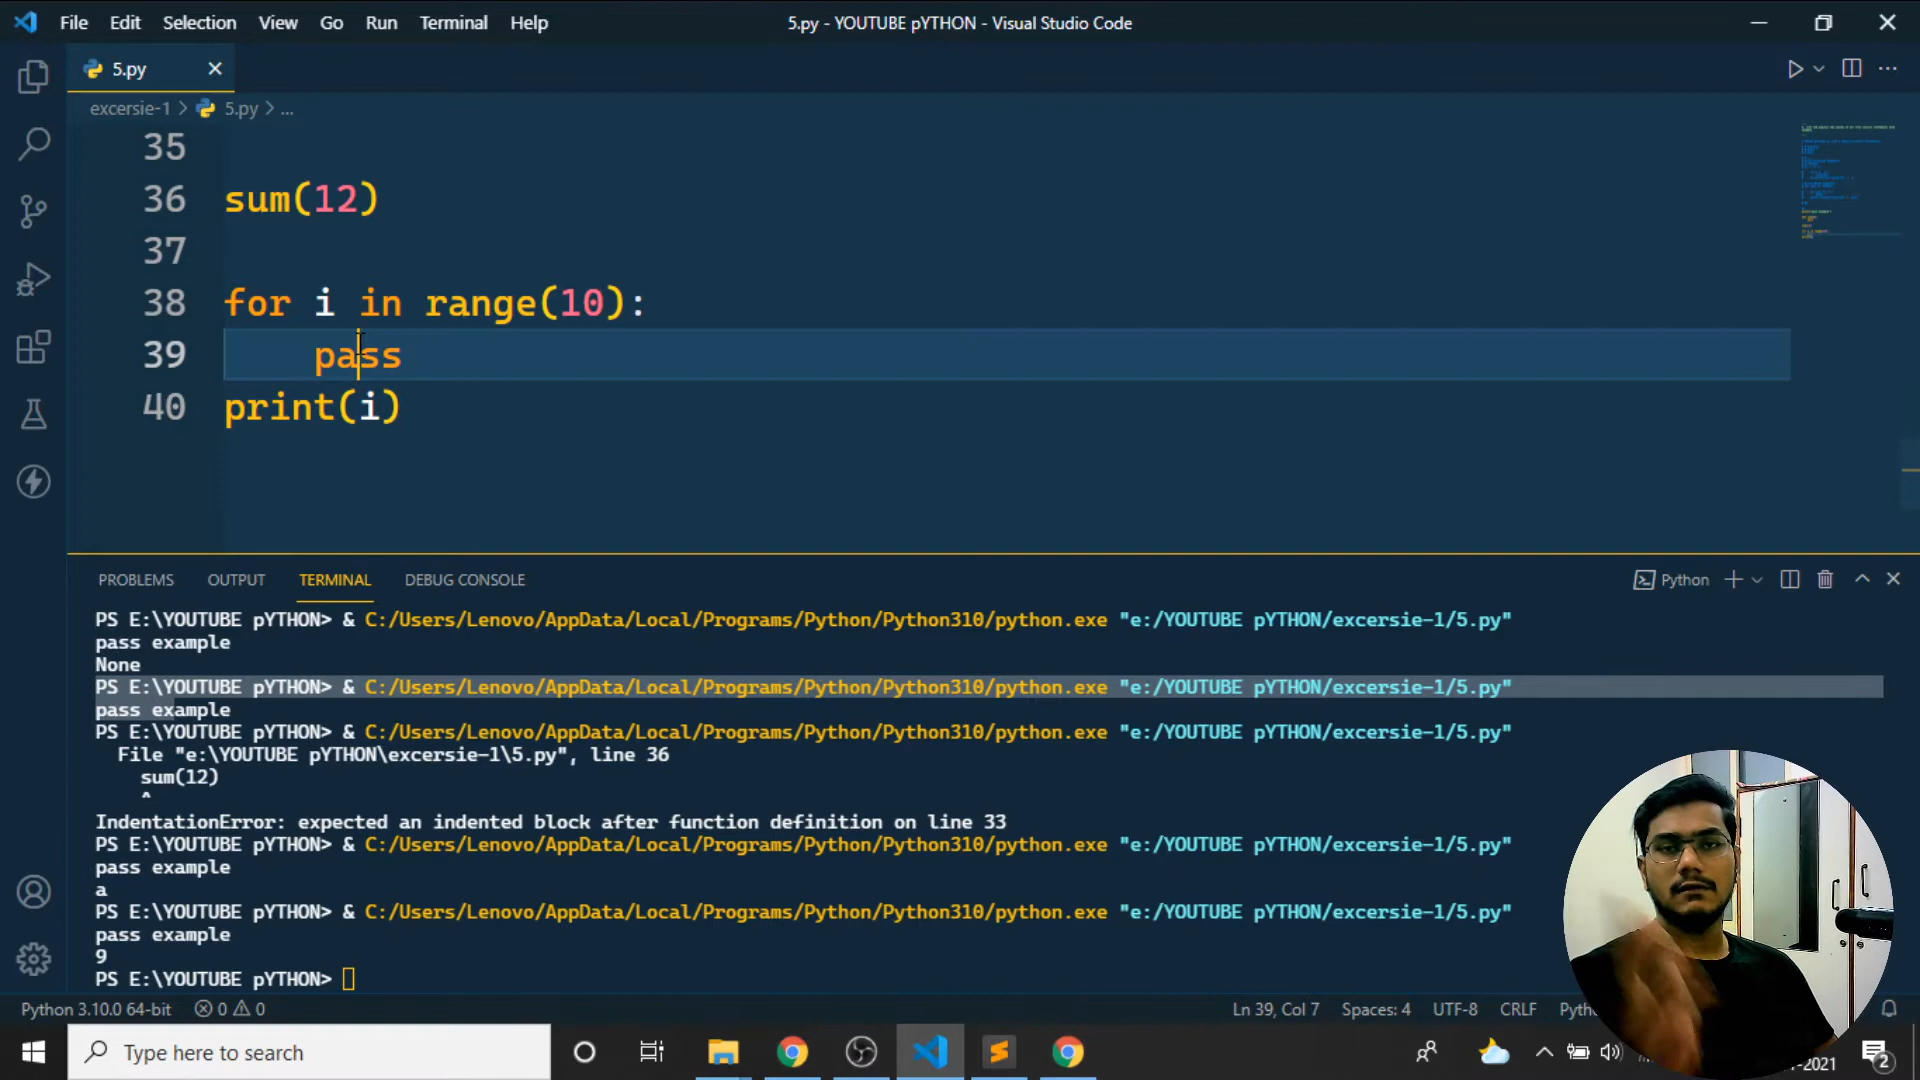 File Edit Selection View Go Run Terminal Help
5.py - YOUTUBE pYTHON - Visual Studio Code
5.py
excersie-1 > 5.py > ...
35
36 sum(12)
37
38 for i in range(10):
39 pass
40 print(i)
PROBLEMS OUTPUT TERMINAL DEBUG CONSOLE
Python
PS E:\YOUTUBE pYTHON> & C:/Users/Lenovo/AppData/Local/Programs/Python/Python310/python.exe "e:/YOUTUBE pYTHON/excersie-1/5.py"
pass example
None
PS E:\YOUTUBE pYTHON> & C:/Users/Lenovo/AppData/Local/Programs/Python/Python310/python.exe "e:/YOUTUBE pYTHON/excersie-1/5.py"
pass example
PS E:\YOUTUBE pYTHON> & C:/Users/Lenovo/AppData/Local/Programs/Python/Python310/python.exe "e:/YOUTUBE pYTHON/excersie-1/5.py"
File "e:\YOUTUBE pYTHON\excersie-1\5.py", line 36
sum(12)
^
IndentationError: expected an indented block after function definition on line 33
PS E:\YOUTUBE pYTHON> & C:/Users/Lenovo/AppData/Local/Programs/Python/Python310/python.exe "e:/YOUTUBE pYTHON/excersie-1/5.py"
pass example
a
PS E:\YOUTUBE pYTHON> & C:/Users/Lenovo/AppData/Local/Programs/Python/Python310/python.exe "e:/YOUTUBE pYTHON/excersie-1/5.py"
pass example
9
PS E:\YOUTUBE pYTHON>
Python 3.10.0 64-bit 0 0 Ln 39, Col 7 Spaces: 4 UTF-8 CRLF
Type here to search
2